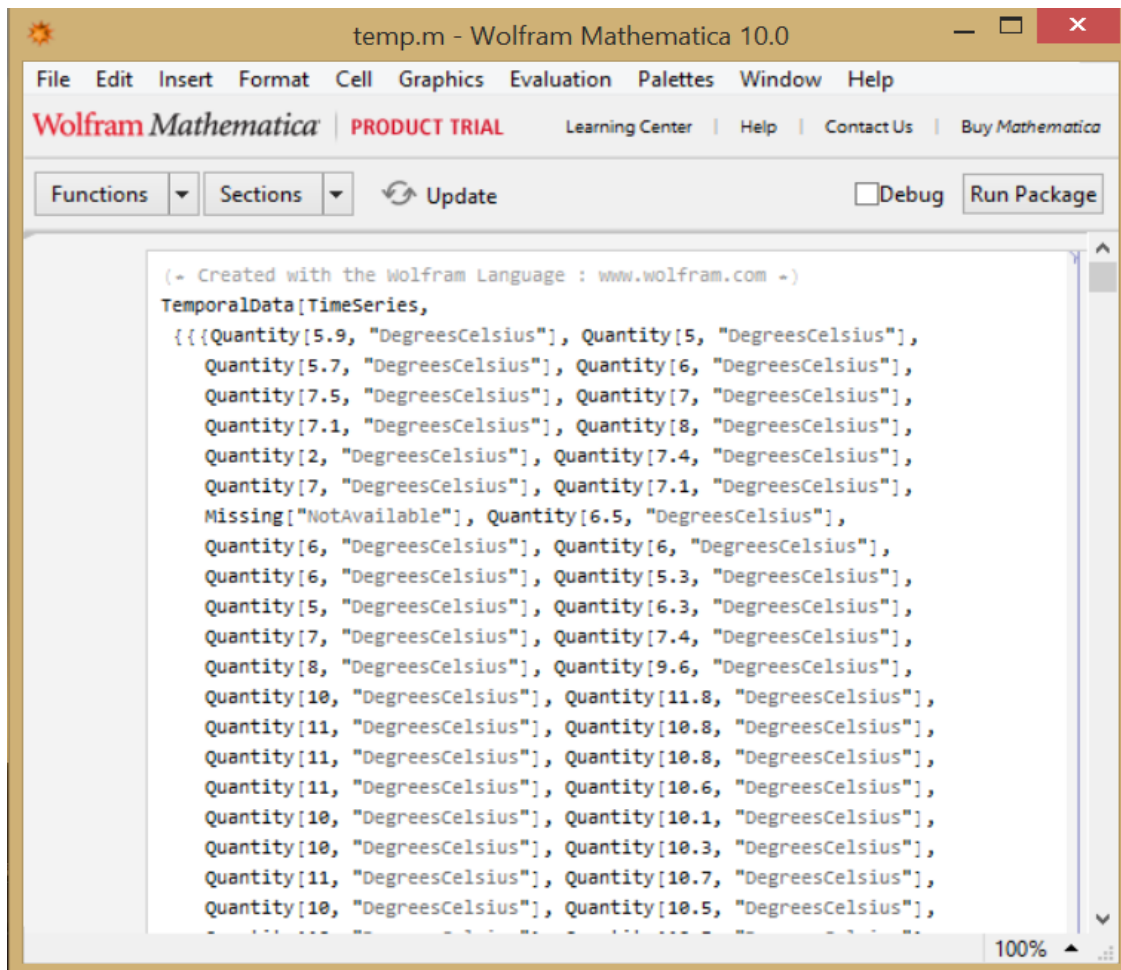 temp.m - Wolfram Mathematica 10.0
File Edit Insert Format Cell Graphics Evaluation Palettes Window Help
Wolfram Mathematica | PRODUCT TRIAL Learning Center | Help | Contact Us | Buy Mathematica
Functions Sections Update Debug Run Package
(* Created with the Wolfram Language : www.wolfram.com *)
TemporalData[TimeSeries,
{{{Quantity[5.9, "DegreesCelsius"], Quantity[5, "DegreesCelsius"],
Quantity[5.7, "DegreesCelsius"], Quantity[6, "DegreesCelsius"],
Quantity[7.5, "DegreesCelsius"], Quantity[7, "DegreesCelsius"],
Quantity[7.1, "DegreesCelsius"], Quantity[8, "DegreesCelsius"],
Quantity[2, "DegreesCelsius"], Quantity[7.4, "DegreesCelsius"],
Quantity[7, "DegreesCelsius"], Quantity[7.1, "DegreesCelsius"],
Missing["NotAvailable"], Quantity[6.5, "DegreesCelsius"],
Quantity[6, "DegreesCelsius"], Quantity[6, "DegreesCelsius"],
Quantity[6, "DegreesCelsius"], Quantity[5.3, "DegreesCelsius"],
Quantity[5, "DegreesCelsius"], Quantity[6.3, "DegreesCelsius"],
Quantity[7, "DegreesCelsius"], Quantity[7.4, "DegreesCelsius"],
Quantity[8, "DegreesCelsius"], Quantity[9.6, "DegreesCelsius"],
Quantity[10, "DegreesCelsius"], Quantity[11.8, "DegreesCelsius"],
Quantity[11, "DegreesCelsius"], Quantity[10.8, "DegreesCelsius"],
Quantity[11, "DegreesCelsius"], Quantity[10.8, "DegreesCelsius"],
Quantity[11, "DegreesCelsius"], Quantity[10.6, "DegreesCelsius"],
Quantity[10, "DegreesCelsius"], Quantity[10.1, "DegreesCelsius"],
Quantity[10, "DegreesCelsius"], Quantity[10.3, "DegreesCelsius"],
Quantity[11, "DegreesCelsius"], Quantity[10.7, "DegreesCelsius"],
Quantity[10, "DegreesCelsius"], Quantity[10.5, "DegreesCelsius"],
100%